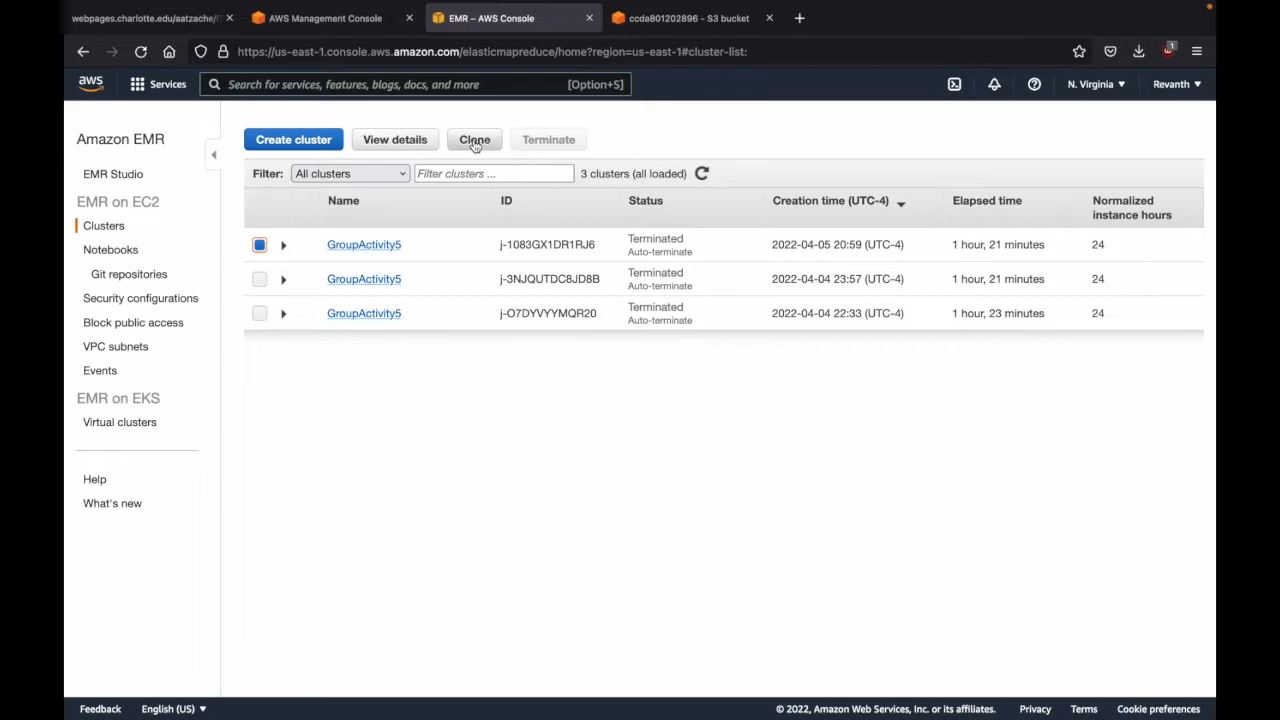 webpages.charlotte.edu/aatzache/
AWS Management Console
EMR – AWS Console
ccda801202896 - S3 bucket
https://us-east-1.console.aws.amazon.com/elasticmapreduce/home?region=us-east-1#cluster-list:
1
aws Services Search for services, features, blogs, docs, and more [Option+S] N. Virginia Revanth
Amazon EMR
EMR Studio
EMR on EC2
Clusters
Notebooks
Git repositories
Security configurations
Block public access
VPC subnets
Events
EMR on EKS
Virtual clusters
Help
What's new
Create cluster View details Clone Terminate
Filter: All clusters Filter clusters ... 3 clusters (all loaded)
Name ID Status Creation time (UTC-4) Elapsed time Normalized instance hours
GroupActivity5 j-1083GX1DR1RJ6 Terminated Auto-terminate 2022-04-05 20:59 (UTC-4) 1 hour, 21 minutes 24
GroupActivity5 j-3NJQUTDC8JD8B Terminated Auto-terminate 2022-04-04 23:57 (UTC-4) 1 hour, 21 minutes 24
GroupActivity5 j-O7DYVYYMQR20 Terminated Auto-terminate 2022-04-04 22:33 (UTC-4) 1 hour, 23 minutes 24
Feedback English (US) © 2022, Amazon Web Services, Inc. or its affiliates. Privacy Terms Cookie preferences